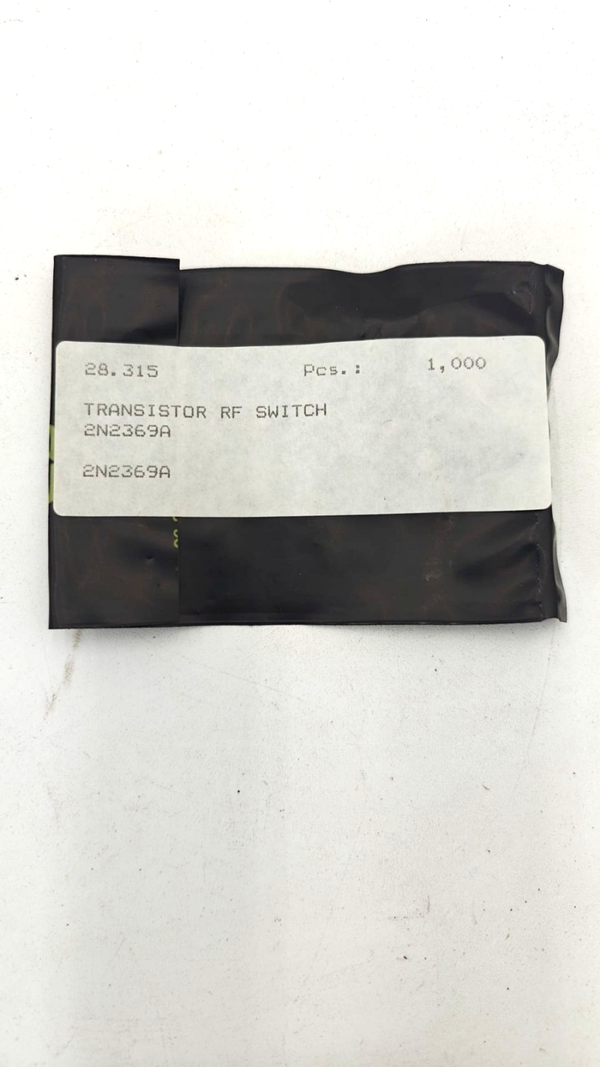 28.315 Pcs.: 1,000
TRANSISTOR RF SWITCH
2N2369A
2N2369A